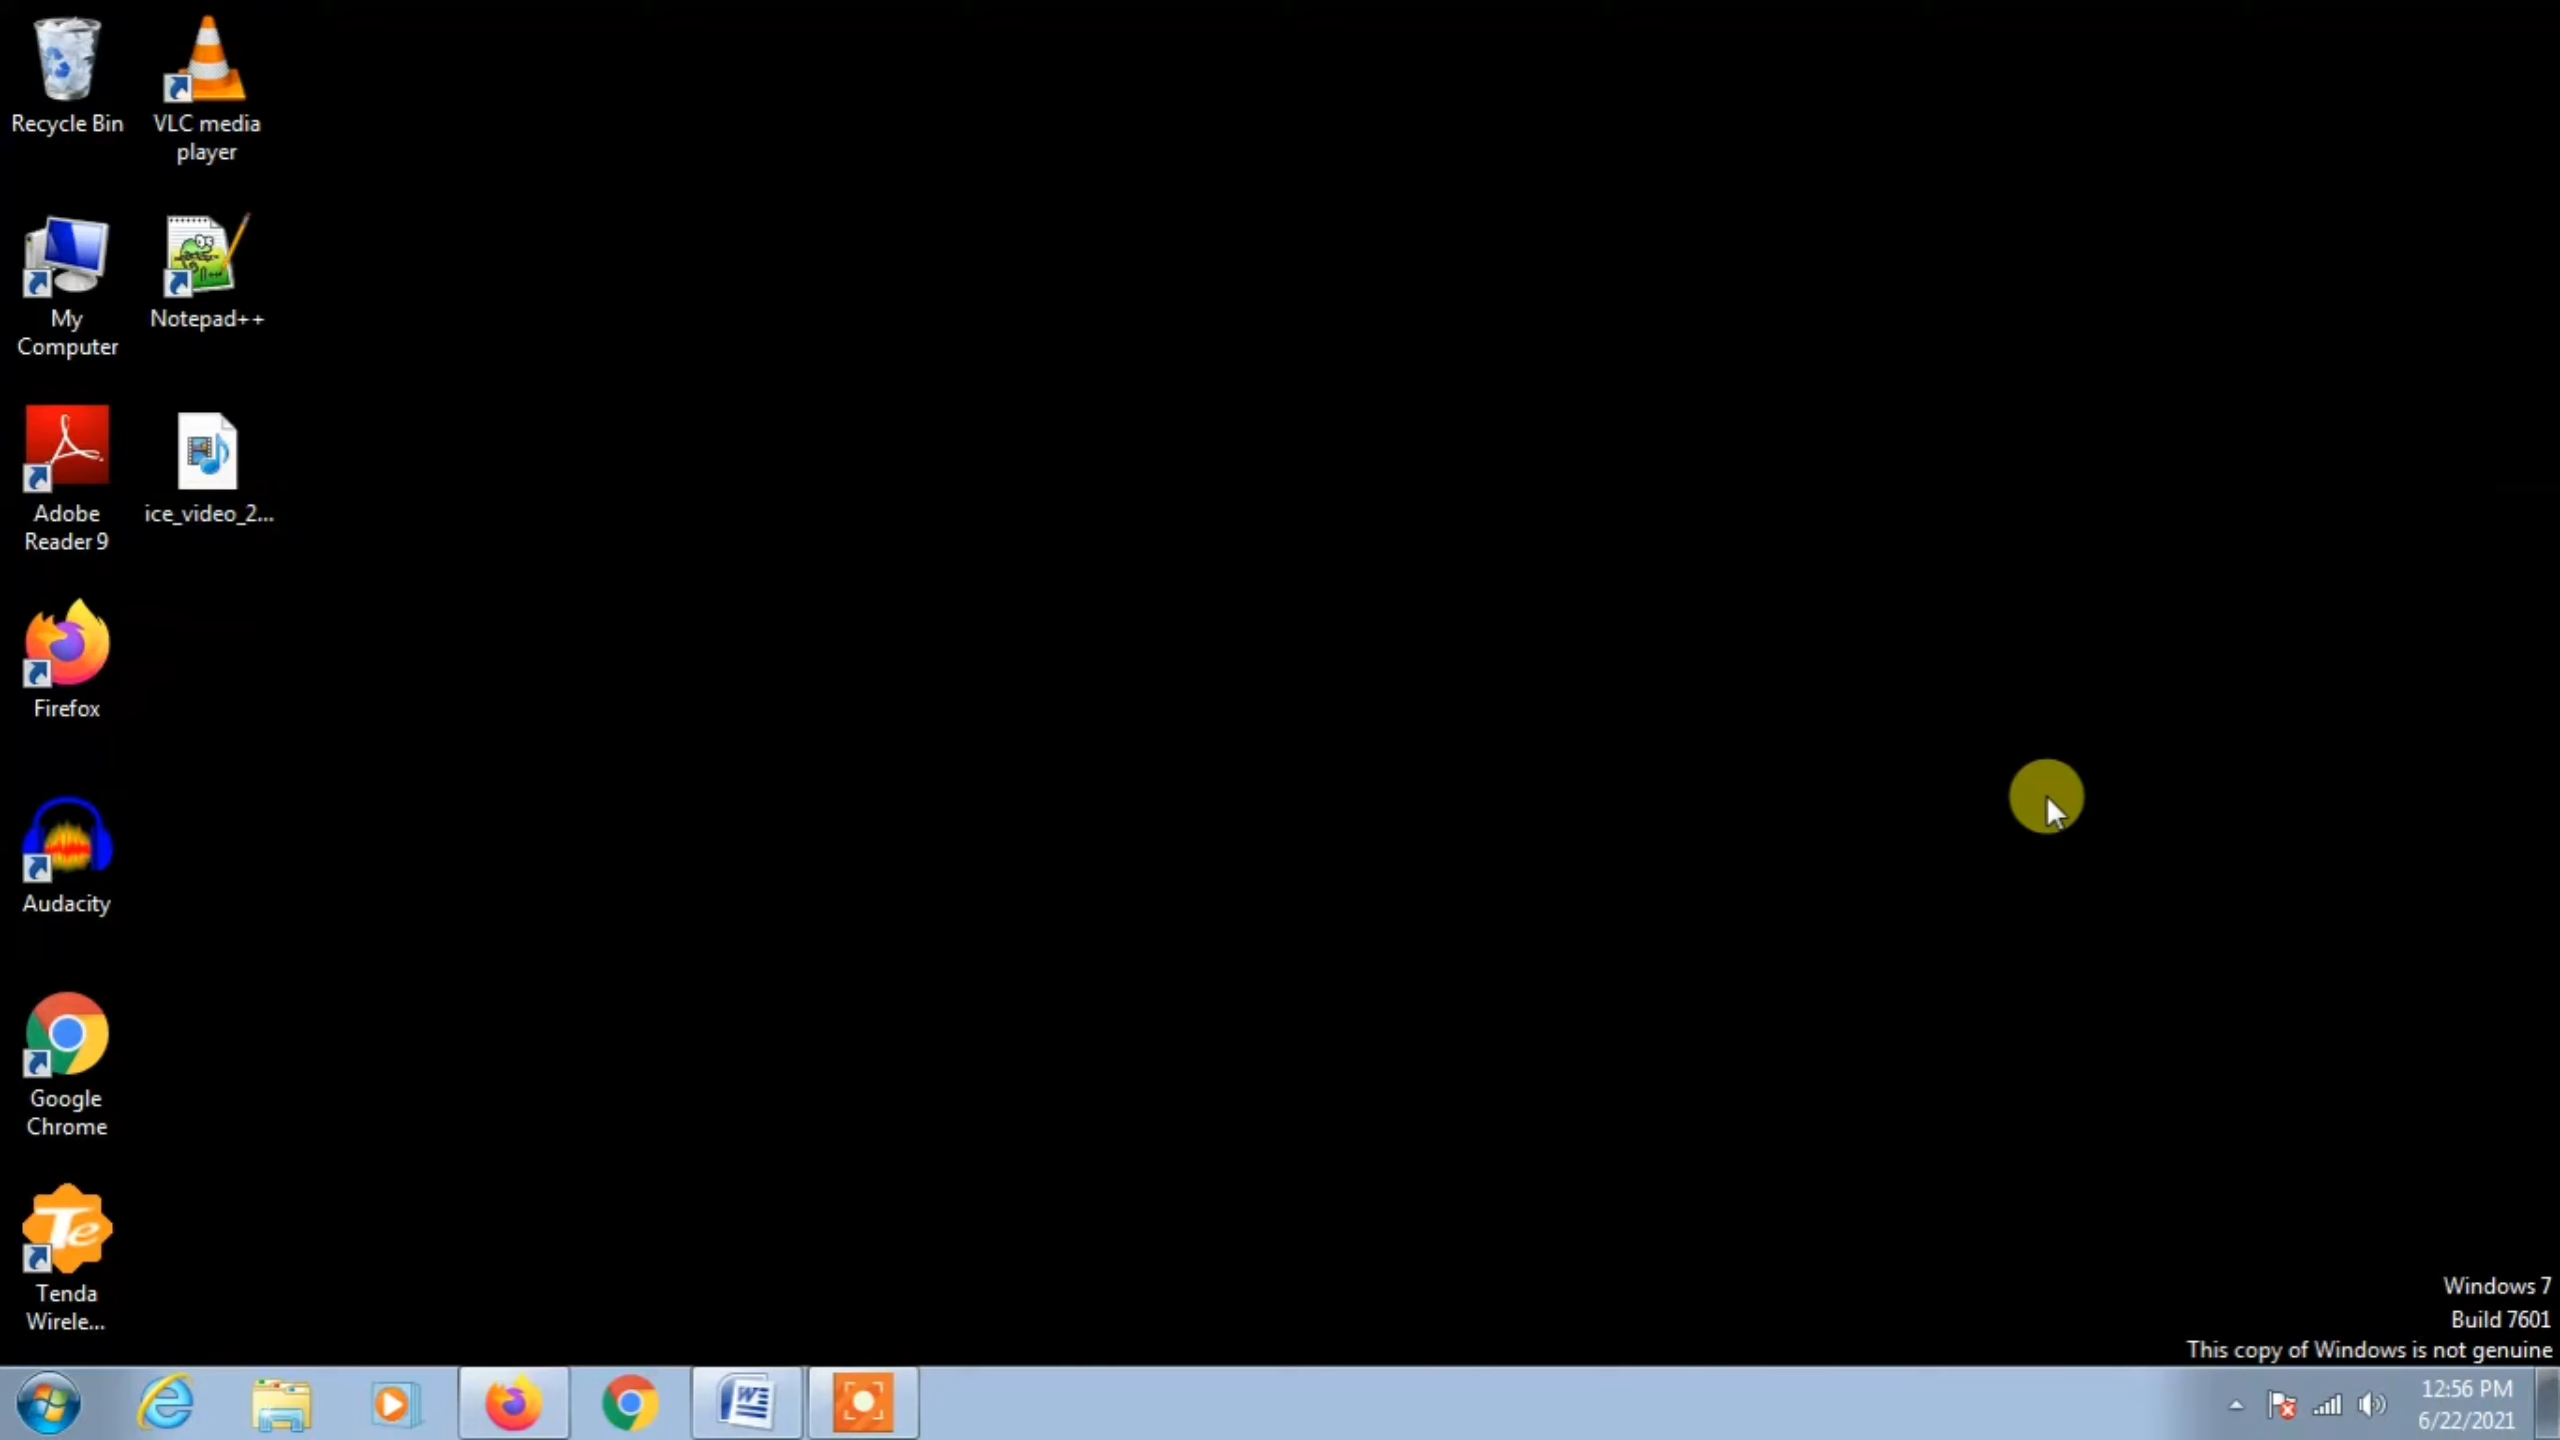 Recycle Bin
VLC media
player
My
Computer
Notepad++
Adobe
Reader 9
ice_video_2...
Firefox
Audacity
Google
Chrome
Tenda
Wirele...
Windows 7
Build 7601
This copy of Windows is not genuine
12:56 PM
6/22/2021